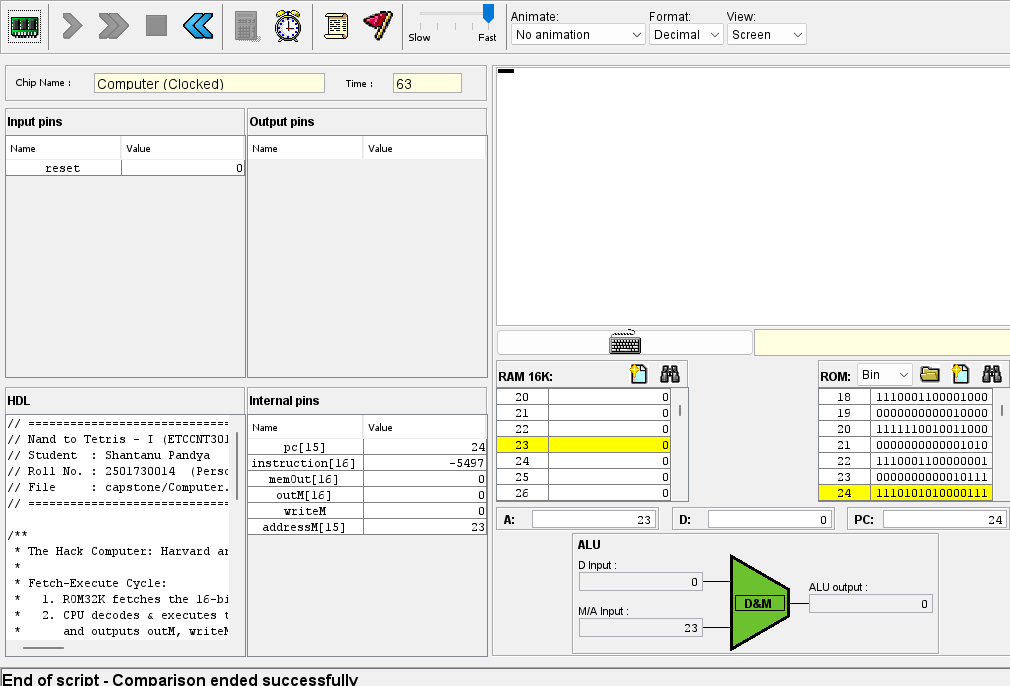 Slow Fast
Animate:
No animation
Format:
Decimal
View:
Screen
Chip Name :
Computer (Clocked)
Time :
63
Input pins
Name Value
reset 0
Output pins
Name Value
HDL
// ==============================
// Nand to Tetris - I (ETCCNT301
// Student  : Shantanu Pandya
// Roll No. : 2501730014  (Perso
// File     : capstone/Computer.
// ==============================
/**
* The Hack Computer: Harvard ar
*
* Fetch-Execute Cycle:
*   1. ROM32K fetches the 16-bi
*   2. CPU decodes & executes t
*      and outputs outM, writeM
Internal pins
Name Value
pc[15] 24
instruction[16] -5497
memOut[16] 0
outM[16] 0
writeM 0
addressM[15] 23
RAM 16K:
20 0
21 0
22 0
23 0
24 0
25 0
26 0
ROM: Bin
18 1110001100001000
19 0000000000010000
20 1111110010011000
21 0000000000001010
22 1110001100000001
23 0000000000010111
24 1110101010000111
A: 23
D: 0
PC: 24
ALU
D Input :
0
M/A Input :
23
D&M
ALU output :
0
End of script - Comparison ended successfully